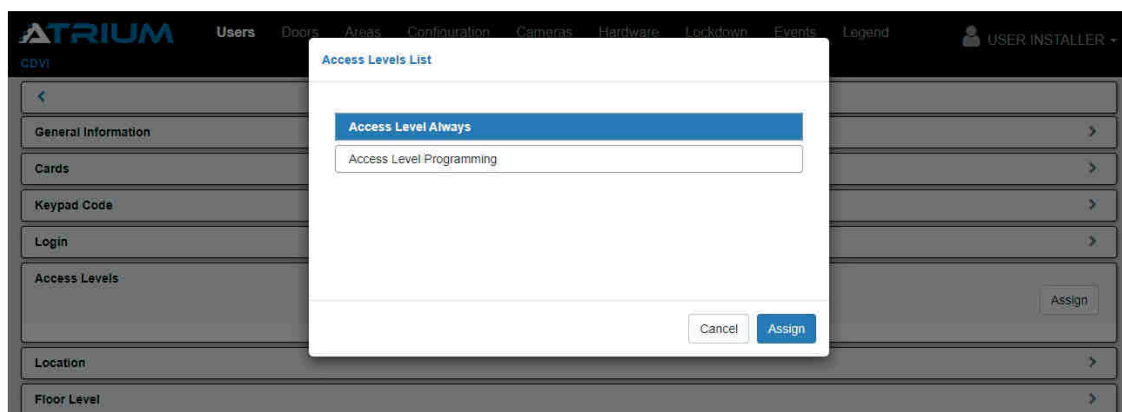 ATRIUM
Users Doors Areas Configuration Cameras Hardware Lockdown Events Legend USER INSTALLER
CDVI
Access Levels List
Access Level Always
Access Level Programming
Cancel Assign
General Information
Cards
Keypad Code
Login
Access Levels
Assign
Location
Floor Level